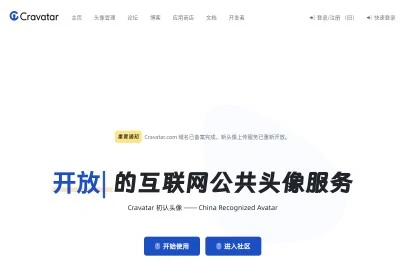 Cravatar
主页 头像管理 论坛 博客 应用商店 文档 开发者 登录/注册 （旧） 快速登录
重要通知 Cravatar.com 域名已备案完成，新头像上传服务已重新开放。
开放| 的互联网公共头像服务
Cravatar 初认头像 —— China Recognized Avatar
开始使用 进入社区